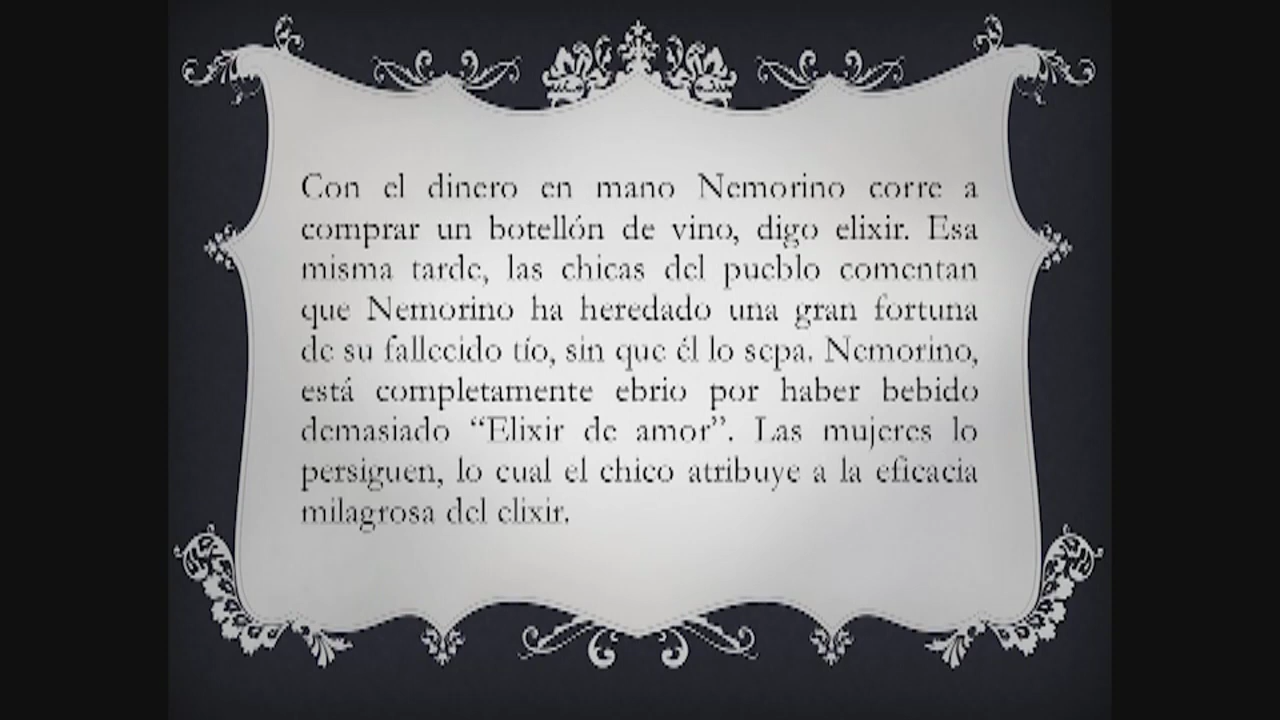 Con el dinero en mano Nemorino corre a
comprar un botellón de vino, digo elixir. Esa
misma tarde, las chicas del pueblo comentan
que Nemorino ha heredado una gran fortuna
de su fallecido tío, sin que él lo sepa. Nemorino,
está completamente ebrio por haber bebido
demasiado “Elixir de amor”. Las mujeres lo
persiguen, lo cual el chico atribuye a la eficacia
milagrosa del elixir.